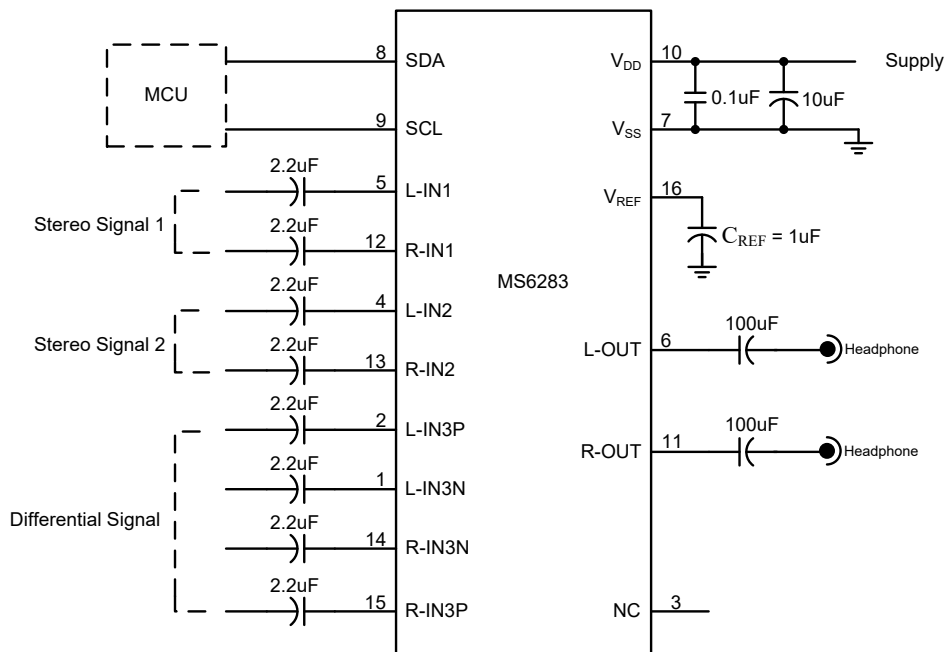 MCU
8 SDA
9 SCL
Stereo Signal 1
2.2uF
5 L-IN1
2.2uF
12 R-IN1
Stereo Signal 2
2.2uF
4 L-IN2
2.2uF
13 R-IN2
Differential Signal
2.2uF
2 L-IN3P
2.2uF
1 L-IN3N
2.2uF
14 R-IN3N
2.2uF
15 R-IN3P
MS6283
VDD 10 Supply
0.1uF 10uF
VSS 7
VREF 16
CREF = 1uF
100uF
L-OUT 6 Headphone
100uF
R-OUT 11 Headphone
NC 3